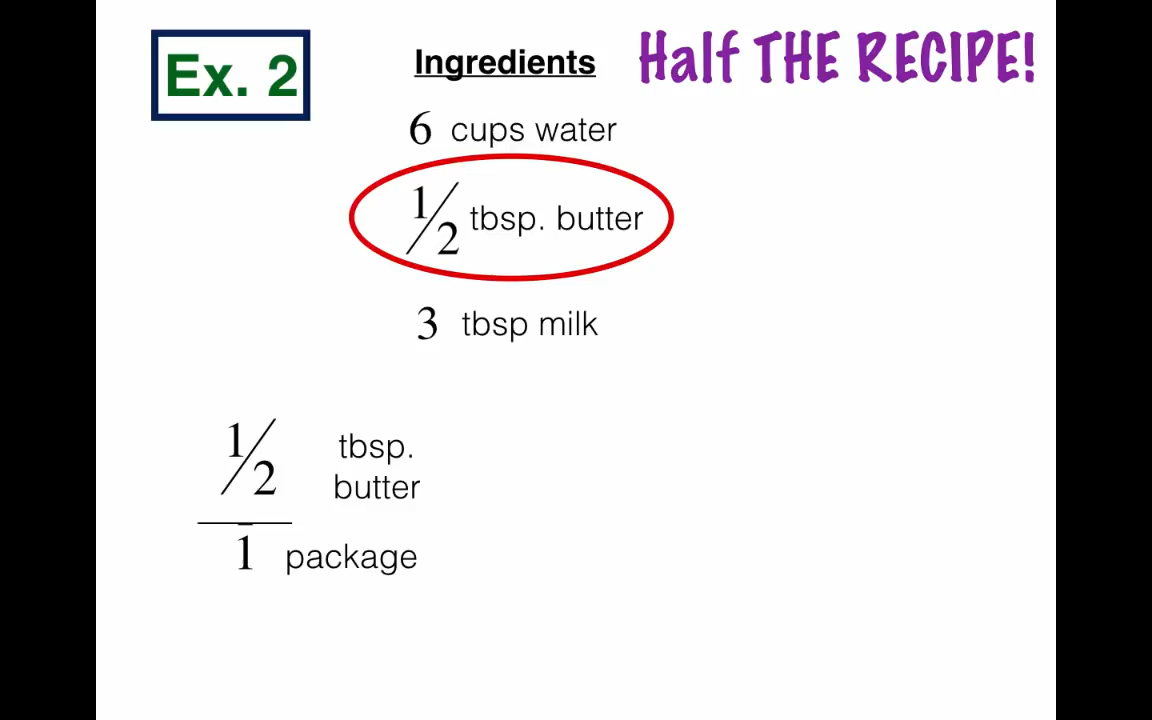 Ex. 2
Ingredients
Half THE RECIPE!
6 cups water
1/2 tbsp. butter
3 tbsp milk
1/2 tbsp.
butter
1 package